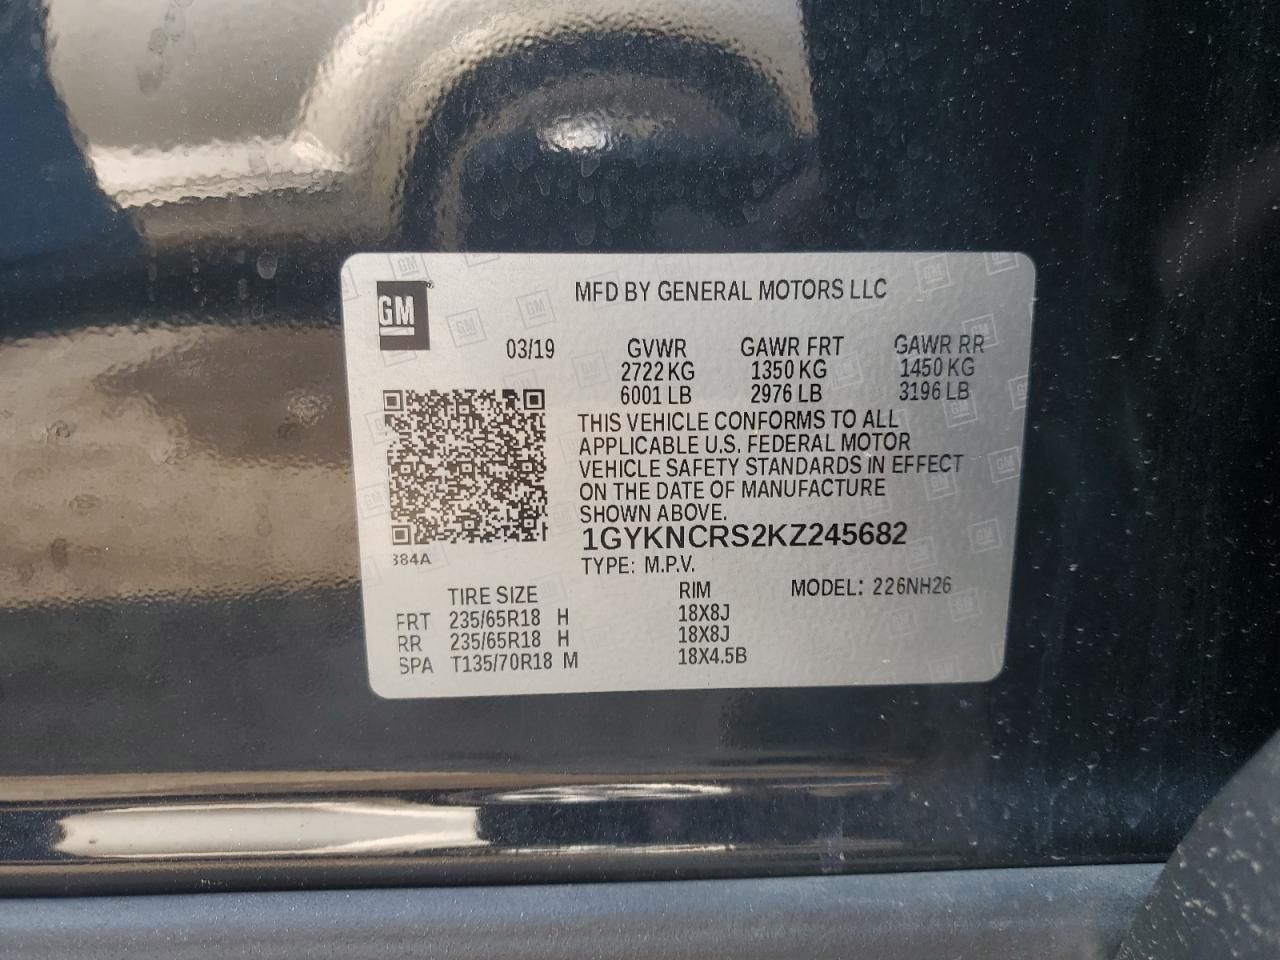 GM
MFD BY GENERAL MOTORS LLC
03/19 GVWR GAWR FRT GAWR RR
2722 KG 1350 KG 1450 KG
6001 LB 2976 LB 3196 LB
THIS VEHICLE CONFORMS TO ALL
APPLICABLE U.S. FEDERAL MOTOR
VEHICLE SAFETY STANDARDS IN EFFECT
ON THE DATE OF MANUFACTURE
SHOWN ABOVE.
1GYKNCRS2KZ245682
384A
TYPE: M.P.V.
TIRE SIZE RIM MODEL: 226NH26
FRT 235/65R18 H 18X8J
RR 235/65R18 H 18X8J
SPA T135/70R18 M 18X4.5B